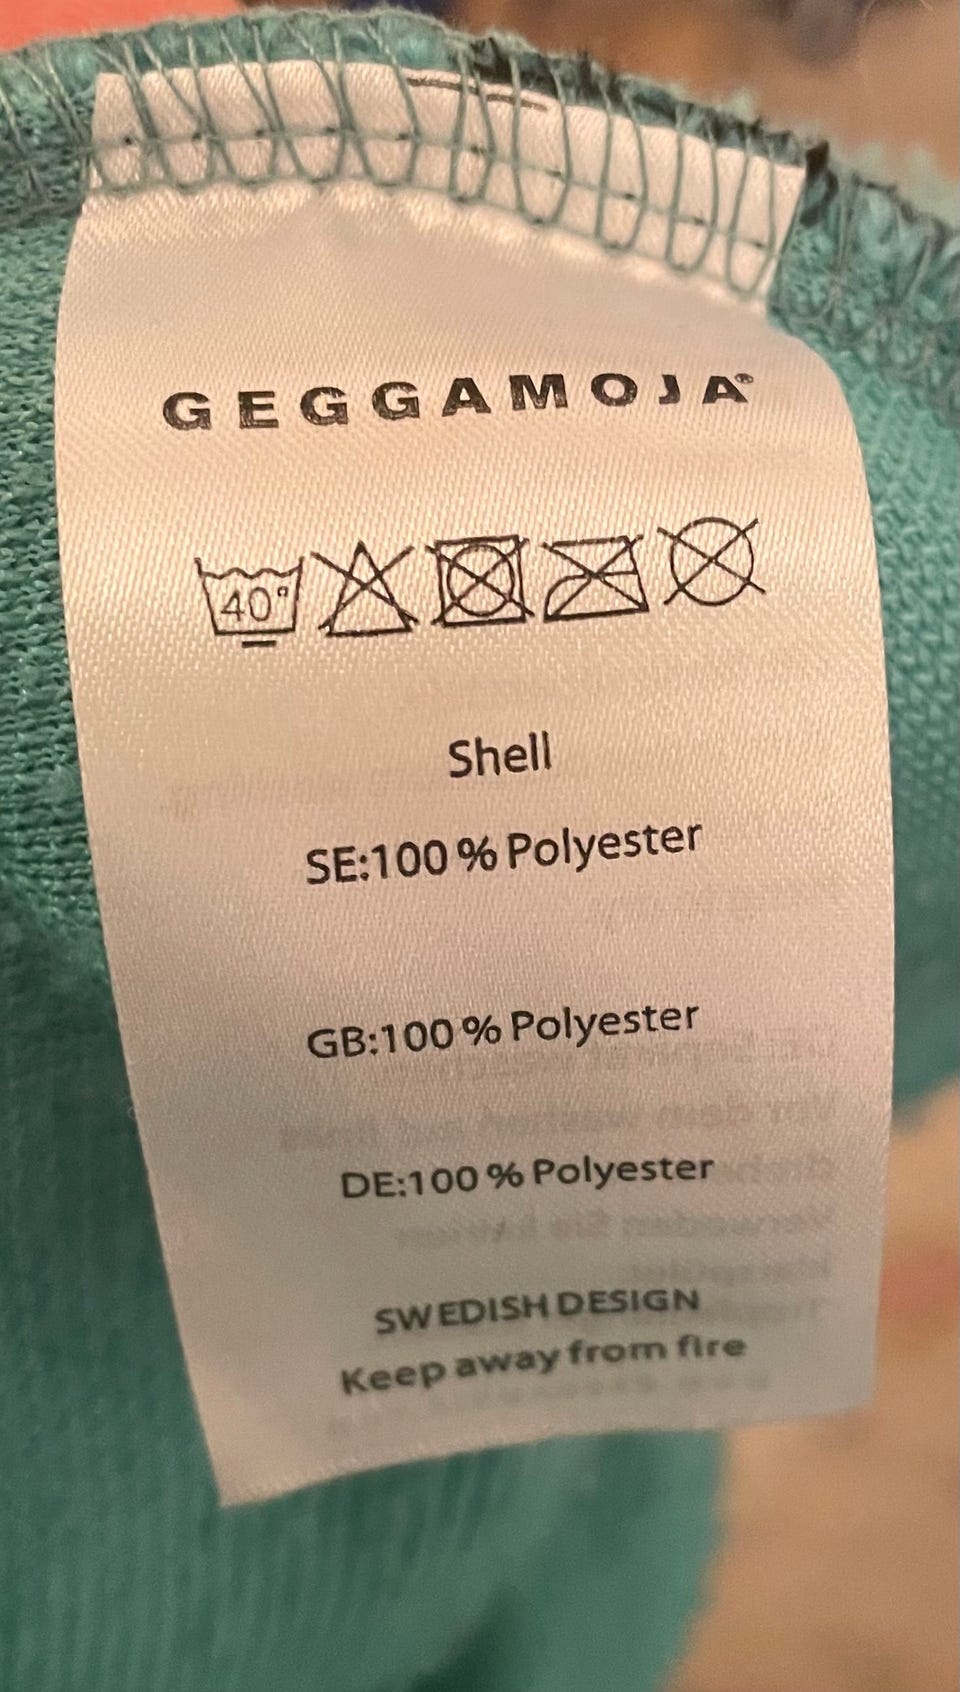 GEGGAMOJA®
40°
Shell
SE:100 % Polyester
GB:100 % Polyester
DE:100 % Polyester
SWEDISH DESIGN
Keep away from fire